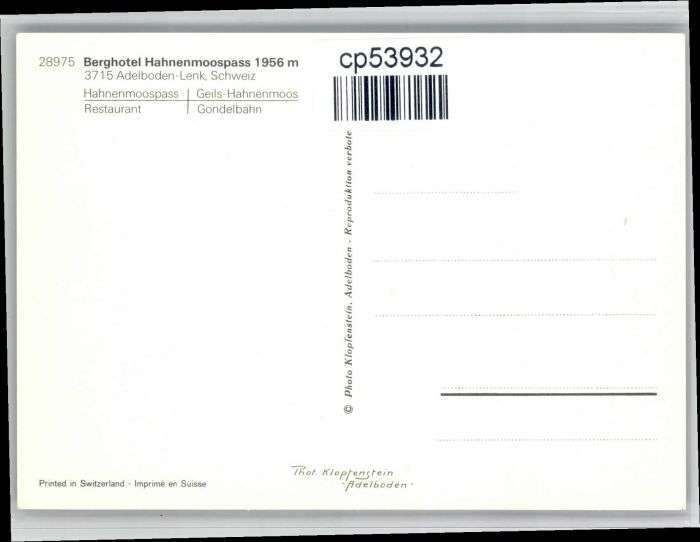 28975 Berghotel Hahnenmoospass 1956 m
3715 Adelboden-Lenk, Schweiz
Hahnenmoospass Geils-Hahnenmoos
Restaurant Gondelbahn
cp53932
© Photo Klopfenstein, Adelboden - Reproduktion verbote
Phot. Klopfenstein
- Adelboden -
Printed in Switzerland - Imprimé en Suisse